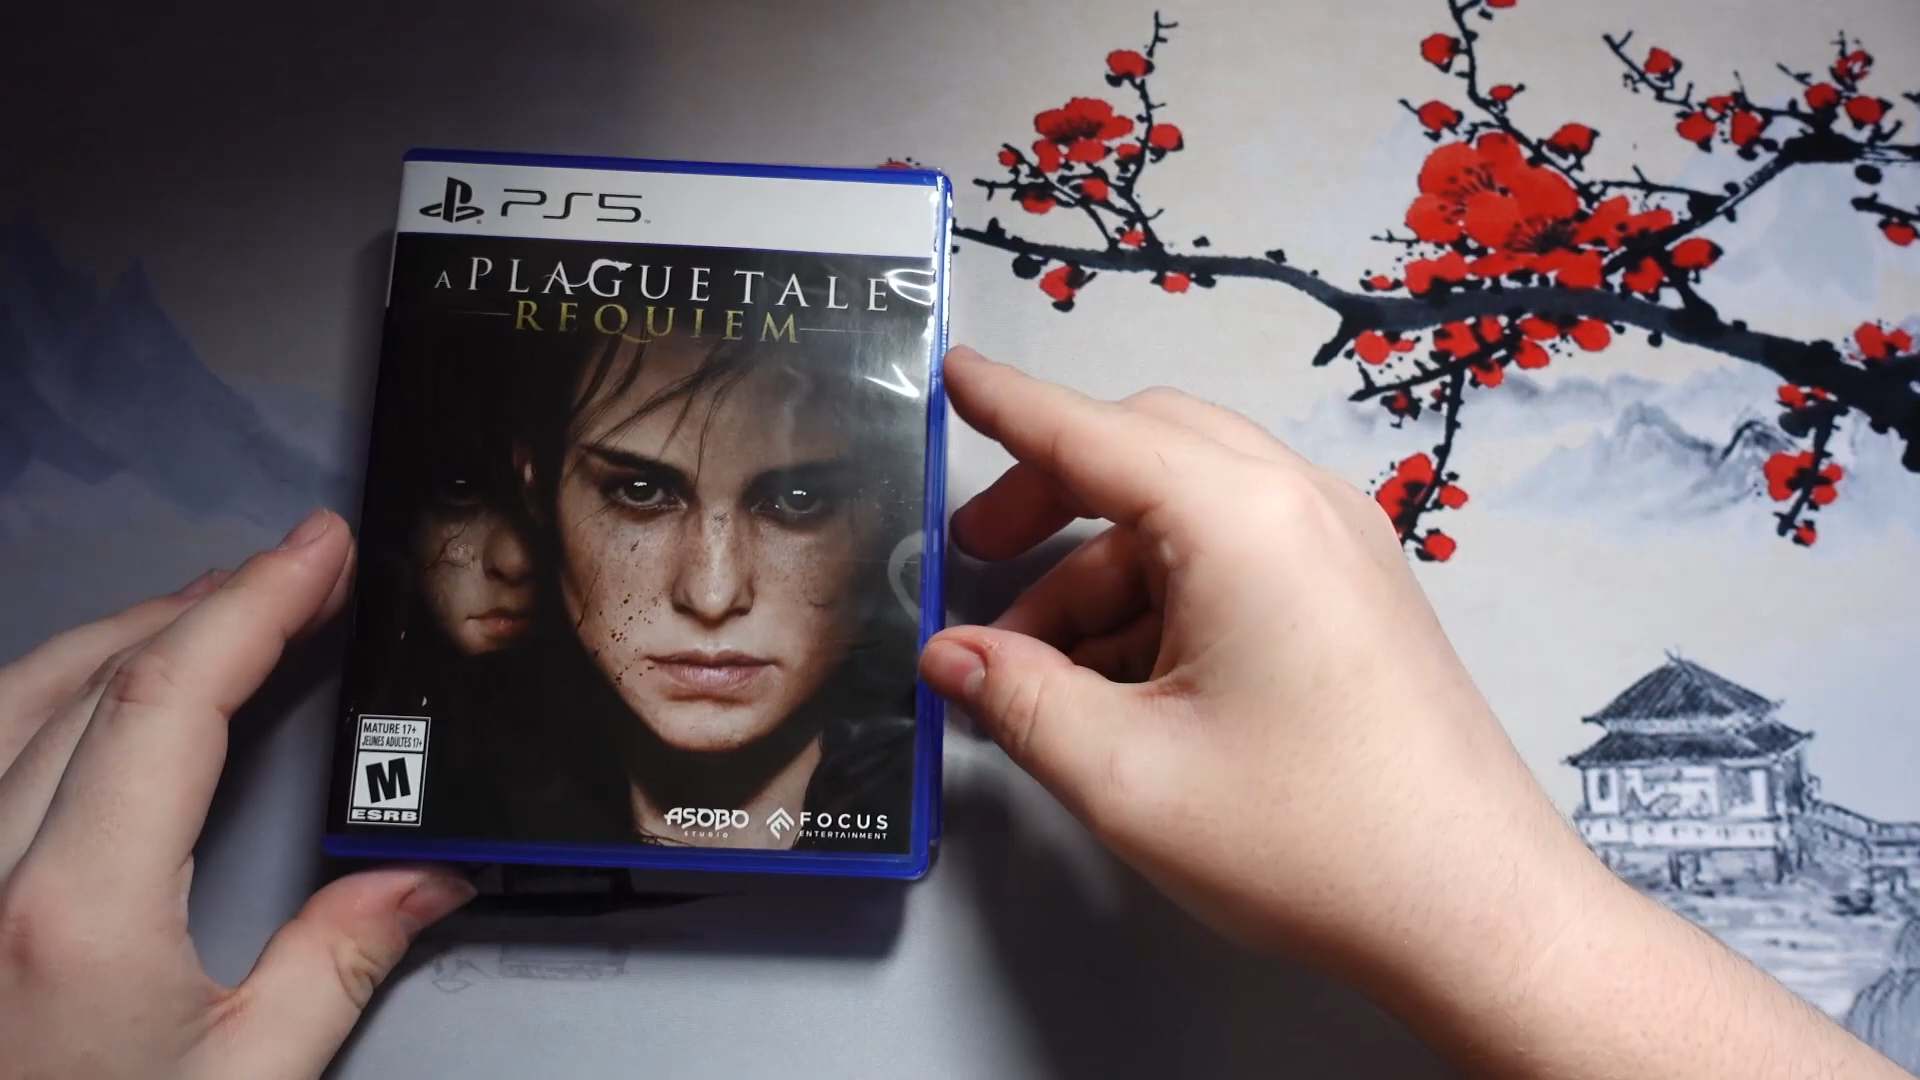 PS5
A PLAGUE TALE
REQUIEM
MATURE 17+
JEUNES ADULTES 17+
M
ESRB
ASOBO
STUDIO
FOCUS
ENTERTAINMENT